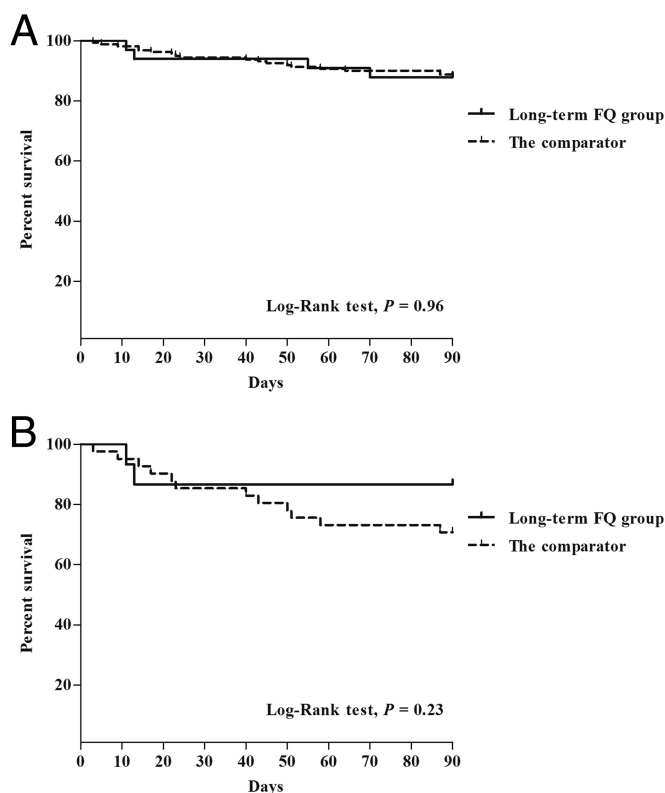 A
100
80
60
40
20
Percent survival
Long-term FQ group
The comparator
Log-Rank test, P = 0.96
0 10 20 30 40 50 60 70 80 90
Days
B
100
80
60
40
20
Percent survival
Long-term FQ group
The comparator
Log-Rank test, P = 0.23
0 10 20 30 40 50 60 70 80 90
Days